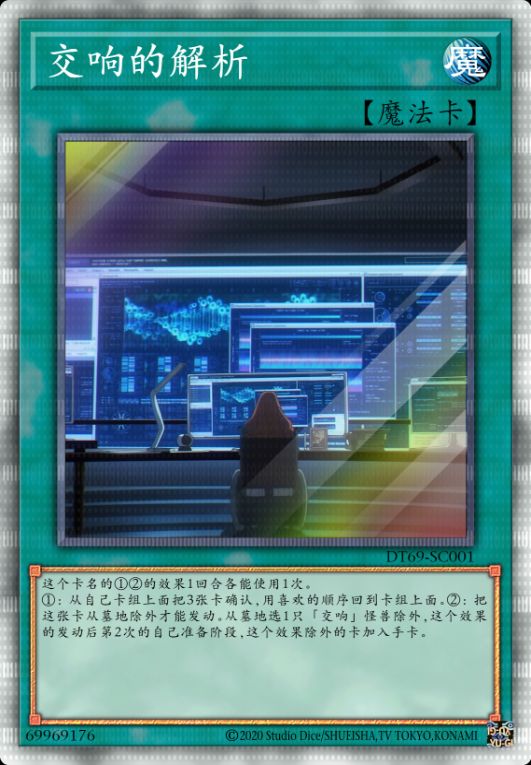 交响的解析
魔
【魔法卡】
DT69-SC001
这个卡名的①②的效果1回合各能使用1次。
①：从自己卡组上面把3张卡确认,用喜欢的顺序回到卡组上面。②：把
这张卡从墓地除外才能发动。从墓地选1只「交响」怪兽除外,这个效果
的发动后第2次的自己准备阶段,这个效果除外的卡加入手卡。
69969176
©2020 Studio Dice/SHUEISHA,TV TOKYO,KONAMI